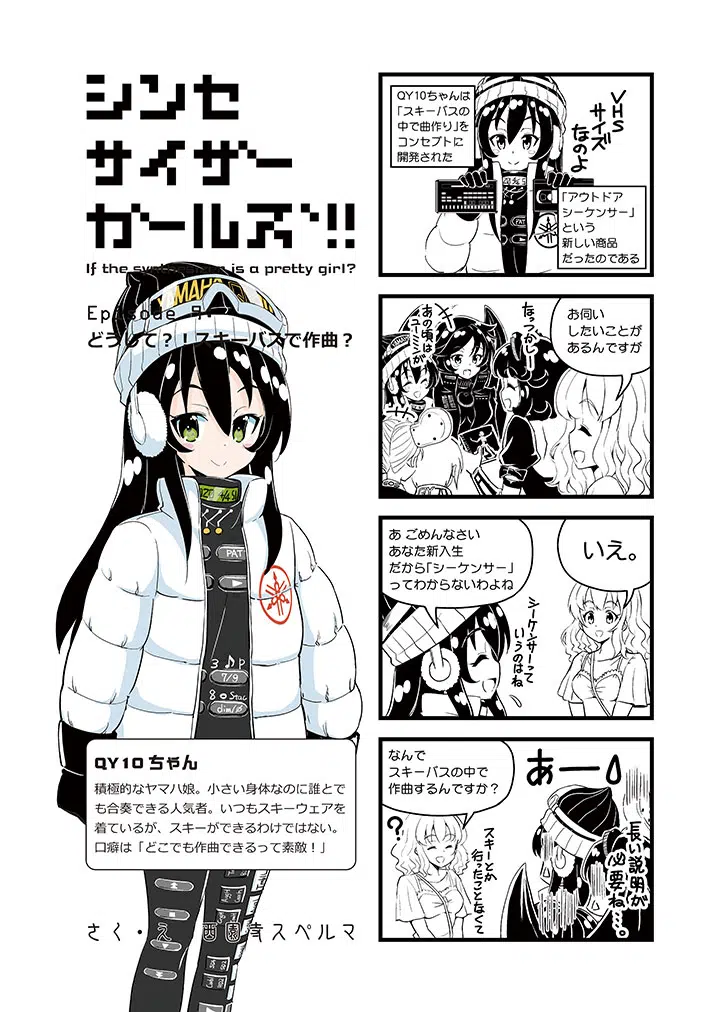 シンセ
サイザー
ガールズ!!
If the synthesizer is a pretty girl?
Episode 9.
どうして?!スキーバスで作曲?
YAMAHA
PAT
3 ♪ P
7/9
8 Stac
dim/ø
QY10ちゃん
積極的なヤマハ娘。小さい身体なのに誰とで
も合奏できる人気者。いつもスキーウェアを
着ているが、スキーができるわけではない。
口癖は「どこでも作曲できるって素敵!」
さく・え 西園寺スペルマ
QY10ちゃんは
「スキーバスの
中で曲作り」を
コンセプトに
開発された
VHS
サイズ
なのよ
「アウトドア
シーケンサー」
という
新しい商品
だったのである
お伺い
したいことが
あるんですが
なつかしー
あの頃は
ユーミンが
いえ。
あ ごめんなさい
あなた新入生
だから「シーケンサー」
ってわからないわよね
シーケンサーって
いうのはね
なんで
スキーバスの中で
作曲するんですか?
あー
長い説明が
必要ね…。
?
スキーとか
行ったことなくて